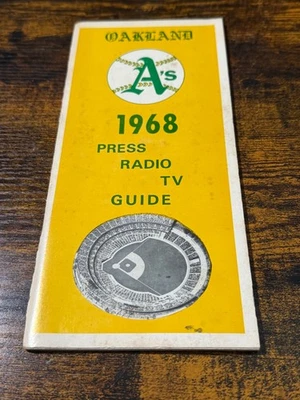 OAKLAND
A's
1968
PRESS
RADIO
TV
GUIDE